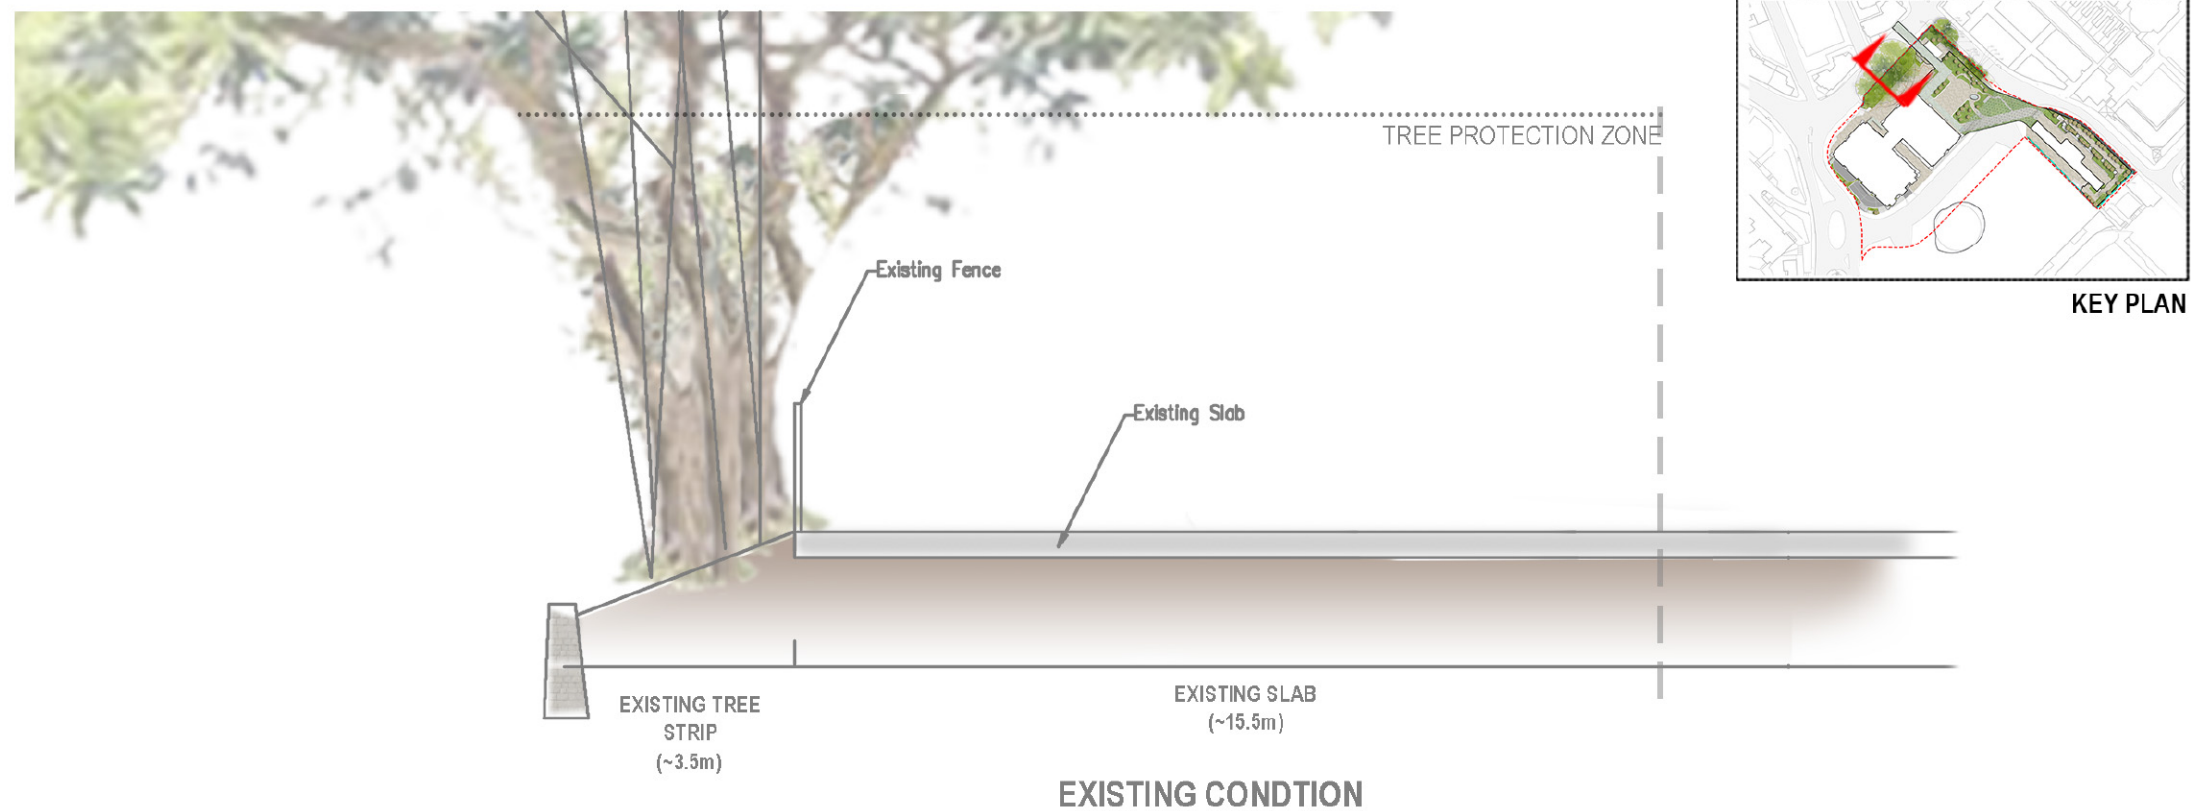 TREE PROTECTION ZONE
KEY PLAN
Existing Fence
Existing Slab
EXISTING TREE
STRIP
(~3.5m)
EXISTING SLAB
(~15.5m)
EXISTING CONDTION